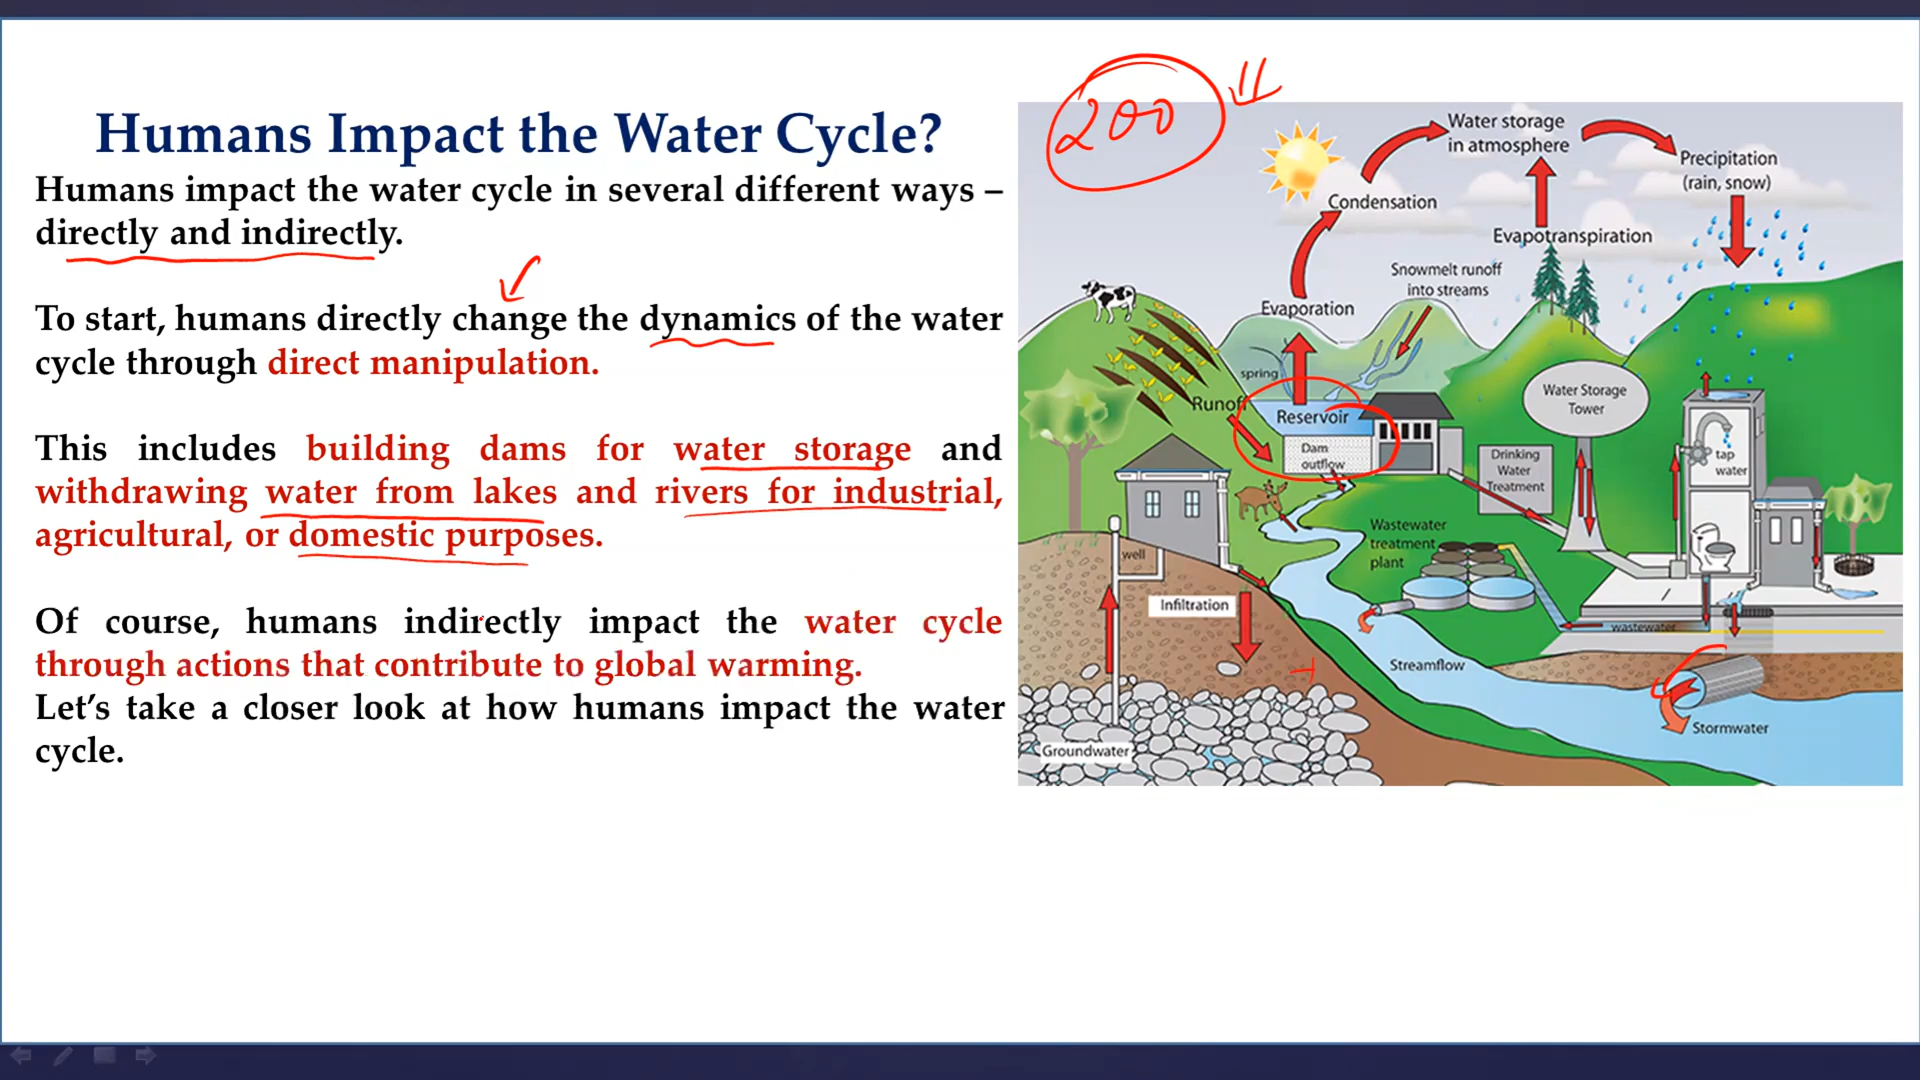 Humans Impact the Water Cycle?
Humans impact the water cycle in several different ways –
directly and indirectly.
To start, humans directly change the dynamics of the water
cycle through direct manipulation.
This includes building dams for water storage and
withdrawing water from lakes and rivers for industrial,
agricultural, or domestic purposes.
Of course, humans indirectly impact the water cycle
through actions that contribute to global warming.
Let's take a closer look at how humans impact the water
cycle.
200
Water storage
in atmosphere
Precipitation
(rain, snow)
Condensation
Evapotranspiration
Snowmelt runoff
into streams
Evaporation
spring
Runoff
Reservoir
Dam
outflow
Water Storage
Tower
Drinking
Water
Treatment
tap
water
Wastewater
treatment
plant
well
Infiltration
wastewater
Streamflow
Stormwater
Groundwater